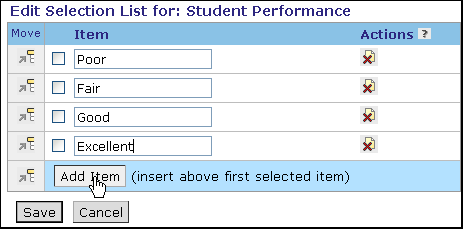 Edit Selection List for: Student Performance
Move Item Actions ?
Poor
Fair
Good
Excellent
Add Item (insert above first selected item)
Save Cancel